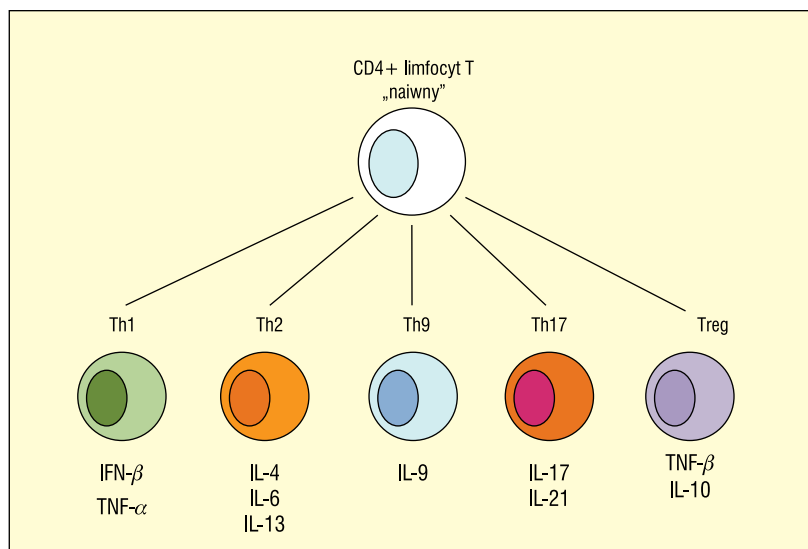 CD4+ limfocyt T
„naiwny”
Th1
Th2
Th9
Th17
Treg
IFN-β
TNF-α
IL-4
IL-6
IL-13
IL-9
IL-17
IL-21
TNF-β
IL-10